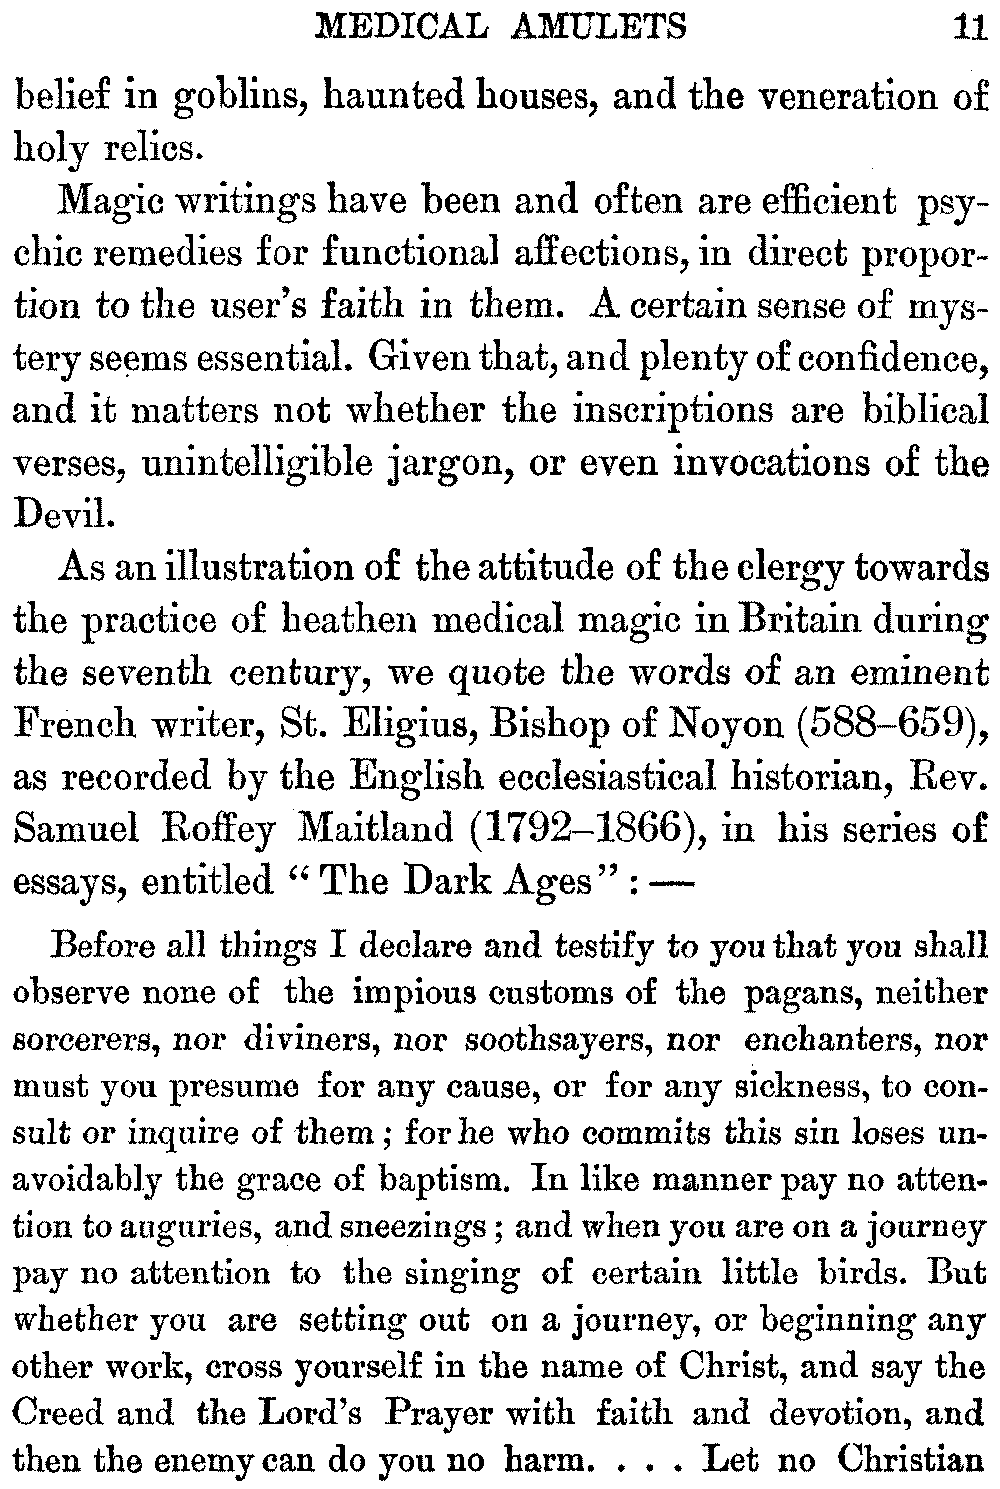 MEDICAL AMULETS 11
belief in goblins, haunted houses, and the veneration of
holy relics.
Magic writings have been and often are efficient psy-
chic remedies for functional affections, in direct propor-
tion to the user's faith in them. A certain sense of mys-
tery seems essential. Given that, and plenty of confidence,
and it matters not whether the inscriptions are biblical
verses, unintelligible jargon, or even invocations of the
Devil.
As an illustration of the attitude of the clergy towards
the practice of heathen medical magic in Britain during
the seventh century, we quote the words of an eminent
French writer, St. Eligius, Bishop of Noyon (588–659),
as recorded by the English ecclesiastical historian, Rev.
Samuel Roffey Maitland (1792–1866), in his series of
essays, entitled “The Dark Ages”: —
Before all things I declare and testify to you that you shall
observe none of the impious customs of the pagans, neither
sorcerers, nor diviners, nor soothsayers, nor enchanters, nor
must you presume for any cause, or for any sickness, to con-
sult or inquire of them; for he who commits this sin loses un-
avoidably the grace of baptism. In like manner pay no atten-
tion to auguries, and sneezings; and when you are on a journey
pay no attention to the singing of certain little birds. But
whether you are setting out on a journey, or beginning any
other work, cross yourself in the name of Christ, and say the
Creed and the Lord's Prayer with faith and devotion, and
then the enemy can do you no harm. . . . Let no Christian